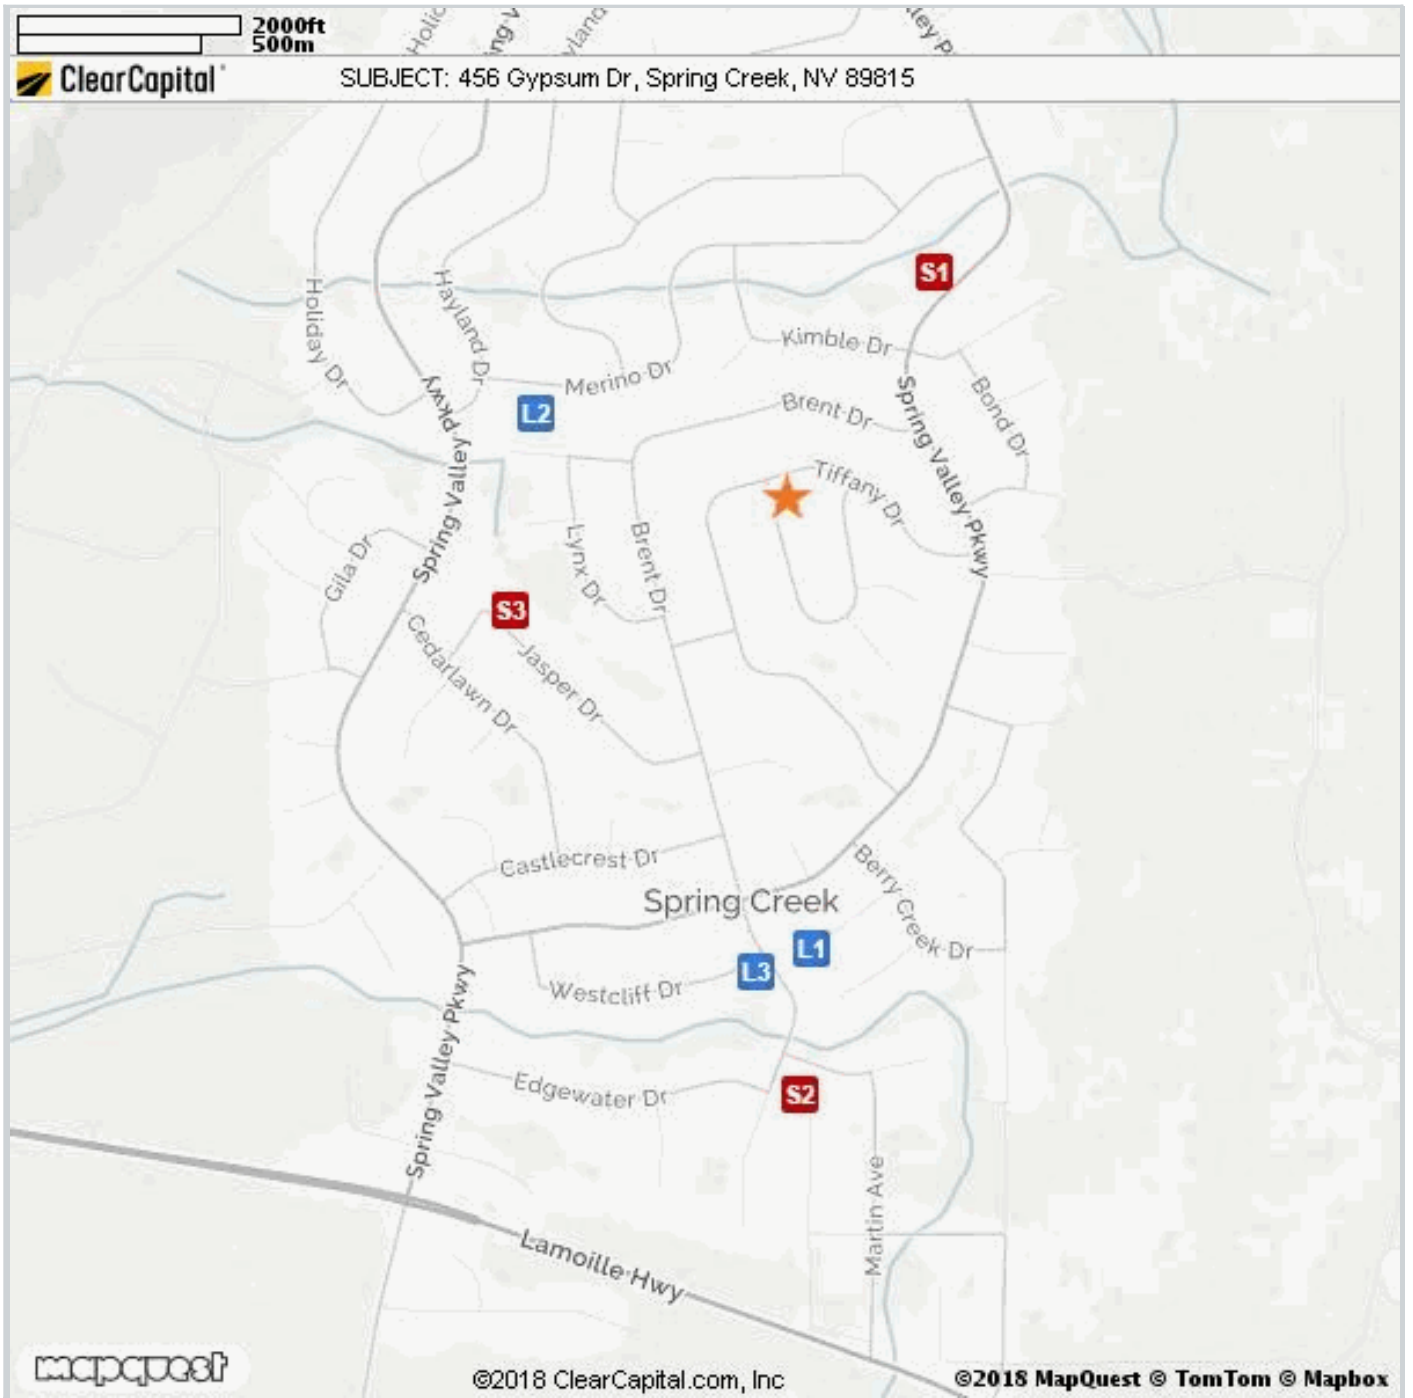 2000ft
500m
Holic
ng V
yland
ley P
ClearCapital
SUBJECT: 456 Gypsum Dr, Spring Creek, NV 89815
S1
Holiday Dr
Hayland Dr
Kimble Dr
Merino Dr
Spring Valley Pkwy
Spring Valley Pkwy
Bond Dr
L2
Brent Dr
Tiffany Dr
Spring Valley Pkwy
Gila Dr
Lynx Dr
Brent Dr
S3
Cedarlawn Dr
Jasper Dr
Castlecrest Dr
Berry Creek Dr
Spring Creek
L1
L3
Westcliff Dr
Spring Valley Pkwy
Edgewater Dr
S2
Martin Ave
Lamoille Hwy
mapquest
©2018 ClearCapital.com, Inc
©2018 MapQuest © TomTom © Mapbox